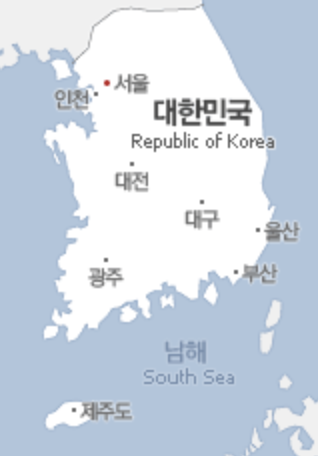 서울
인천
대한민국
Republic of Korea
대전
대구
울산
부산
광주
남해
South Sea
제주도